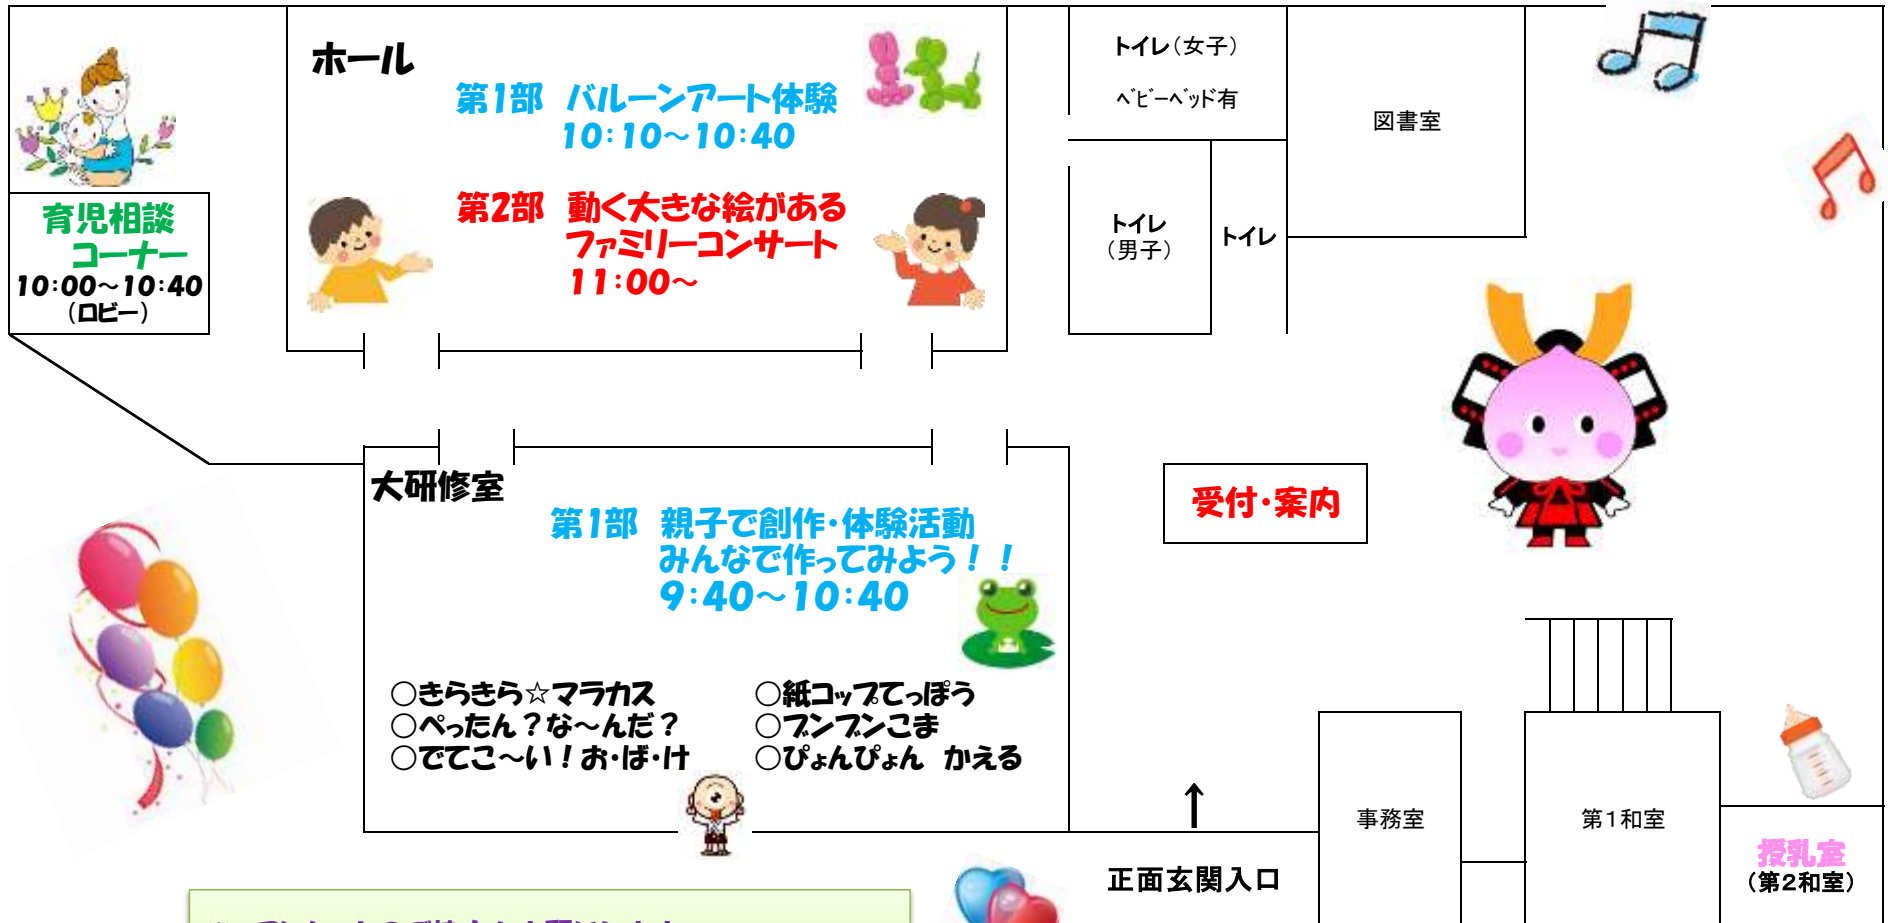 ホール
第1部 バルーンアート体験
10:10～10:40
第2部 動く大きな絵がある
ファミリーコンサート
11:00～
育児相談
コーナー
10:00～10:40
(ロビー)
トイレ(女子)
ベビーベッド有
トイレ
(男子)
トイレ
図書室
大研修室
第1部 親子で創作・体験活動
みんなで作ってみよう！！
9:40～10:40
○きらきら☆マラカス
○ぺったん？な～んだ？
○でてこ～い！お・ば・け
○紙コップてっぽう
○ブンブンこま
○ぴょんぴょん かえる
受付・案内
↑
正面玄関入口
事務室
第1和室
授乳室
(第2和室)